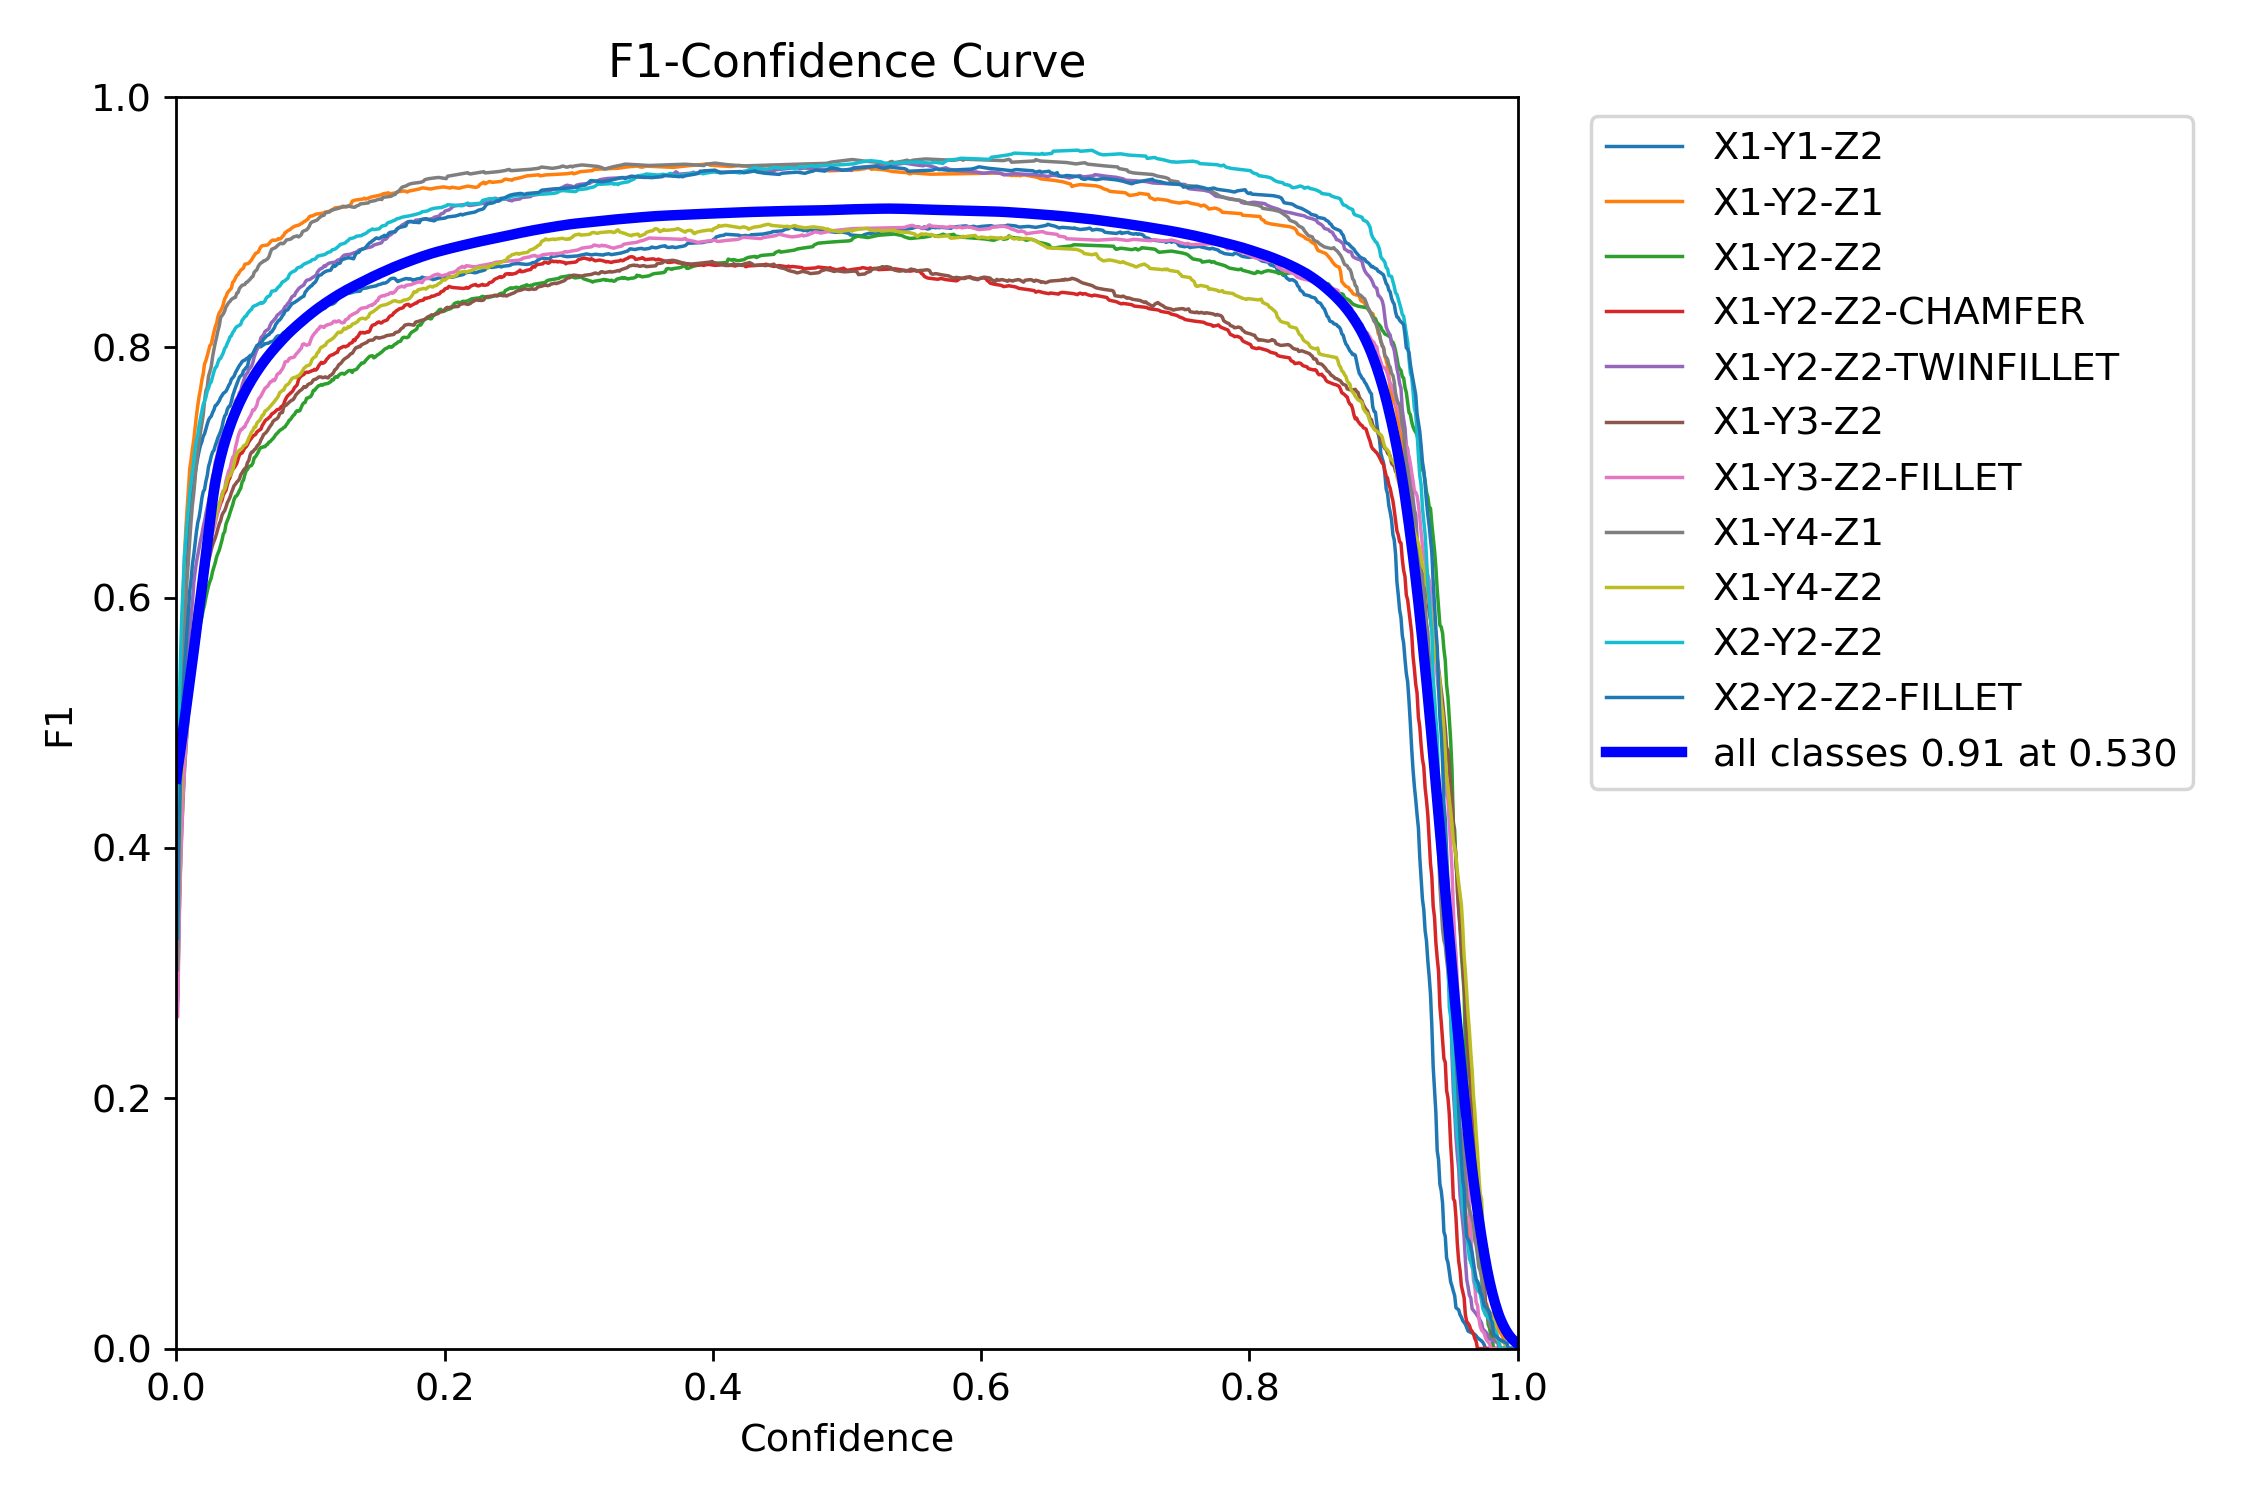 F1-Confidence Curve
1.0
0.8
0.6
0.4
0.2
0.0
F1
0.0 0.2 0.4 0.6 0.8 1.0
Confidence
X1-Y1-Z2
X1-Y2-Z1
X1-Y2-Z2
X1-Y2-Z2-CHAMFER
X1-Y2-Z2-TWINFILLET
X1-Y3-Z2
X1-Y3-Z2-FILLET
X1-Y4-Z1
X1-Y4-Z2
X2-Y2-Z2
X2-Y2-Z2-FILLET
all classes 0.91 at 0.530